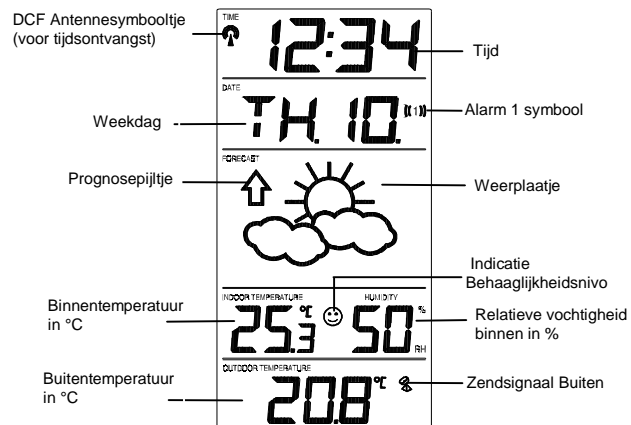 DCF Antennesymbooltje
(voor tijdsontvangst)
TIME
12:34
Tijd
DATE
Weekdag
TH. 10.
((1))
Alarm 1 symbool
FORECAST
Prognosepijltje
Weerplaatje
Indicatie
Behaaglijkheidsnivo
INDOOR TEMPERATURE
HUMIDITY
Binnentemperatuur
in °C
25.3 °C
50 % RH
Relatieve vochtigheid
binnen in %
OUTDOOR TEMPERATURE
Buitentemperatuur
in °C
20.8 °C
Zendsignaal Buiten